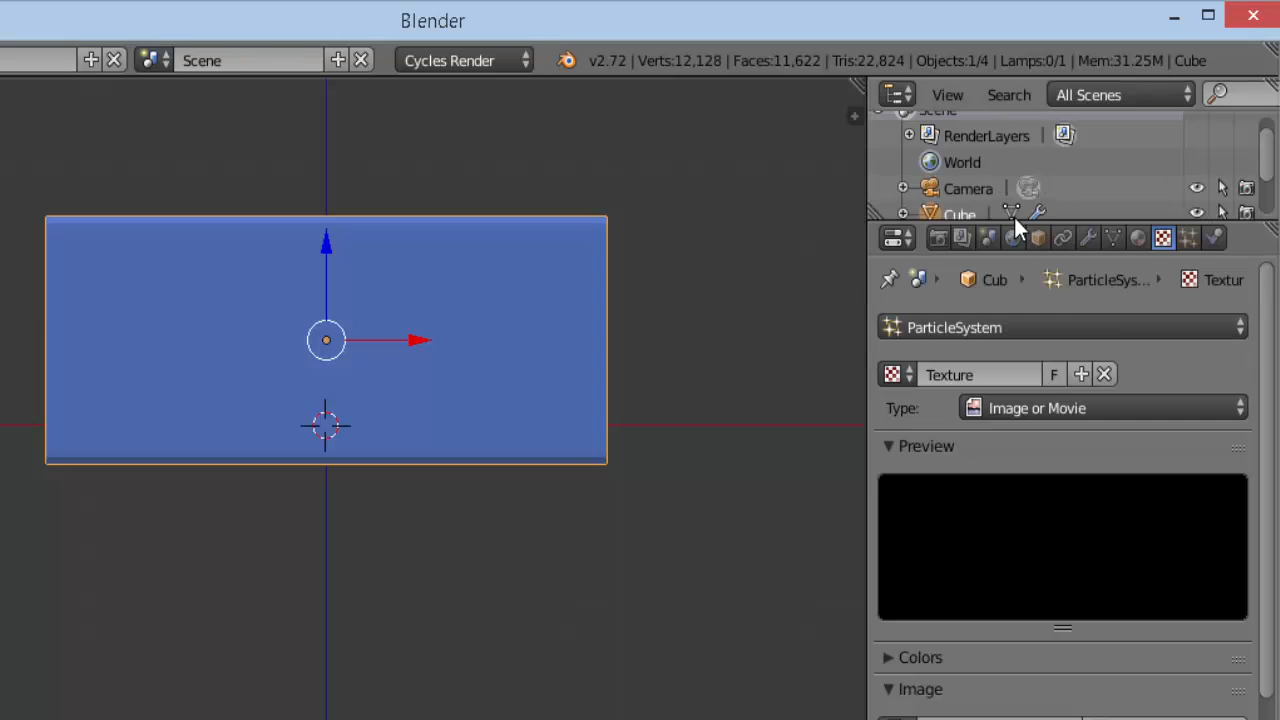 Blender
Scene
Cycles Render
v2.72 | Verts:12,128 | Faces:11,622 | Tris:22,824 | Objects:1/4 | Lamps:0/1 | Mem:31.25M | Cube
View Search All Scenes
Scene
RenderLayers
World
Camera
Cube
Cub ParticleSys... Textur
ParticleSystem
Texture F
Type: Image or Movie
Preview
Colors
Image